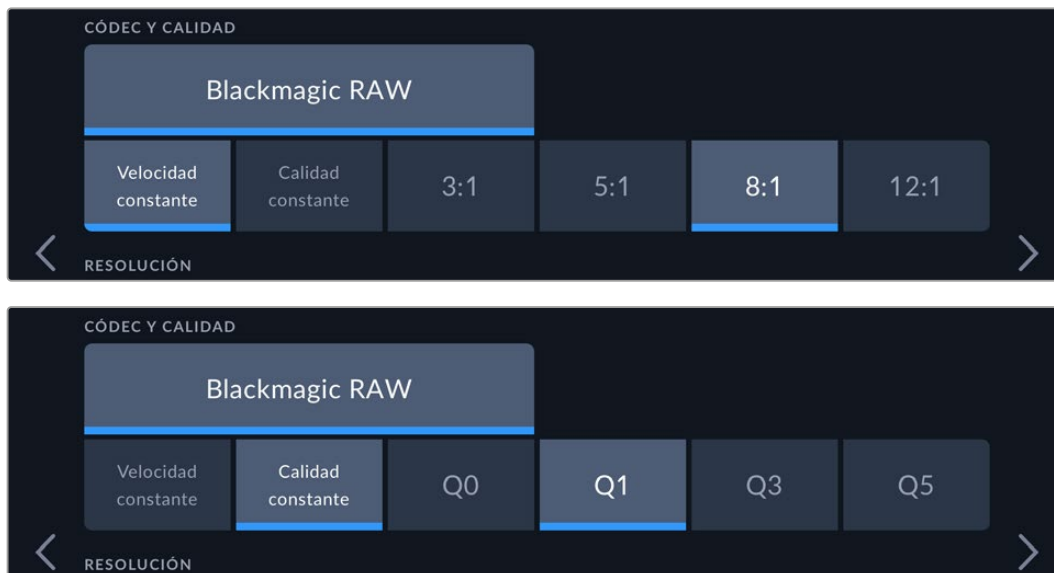 CÓDEC Y CALIDAD
Blackmagic RAW
Velocidad constante
Calidad constante
3:1
5:1
8:1
12:1
RESOLUCIÓN
CÓDEC Y CALIDAD
Blackmagic RAW
Velocidad constante
Calidad constante
Q0
Q1
Q3
Q5
RESOLUCIÓN